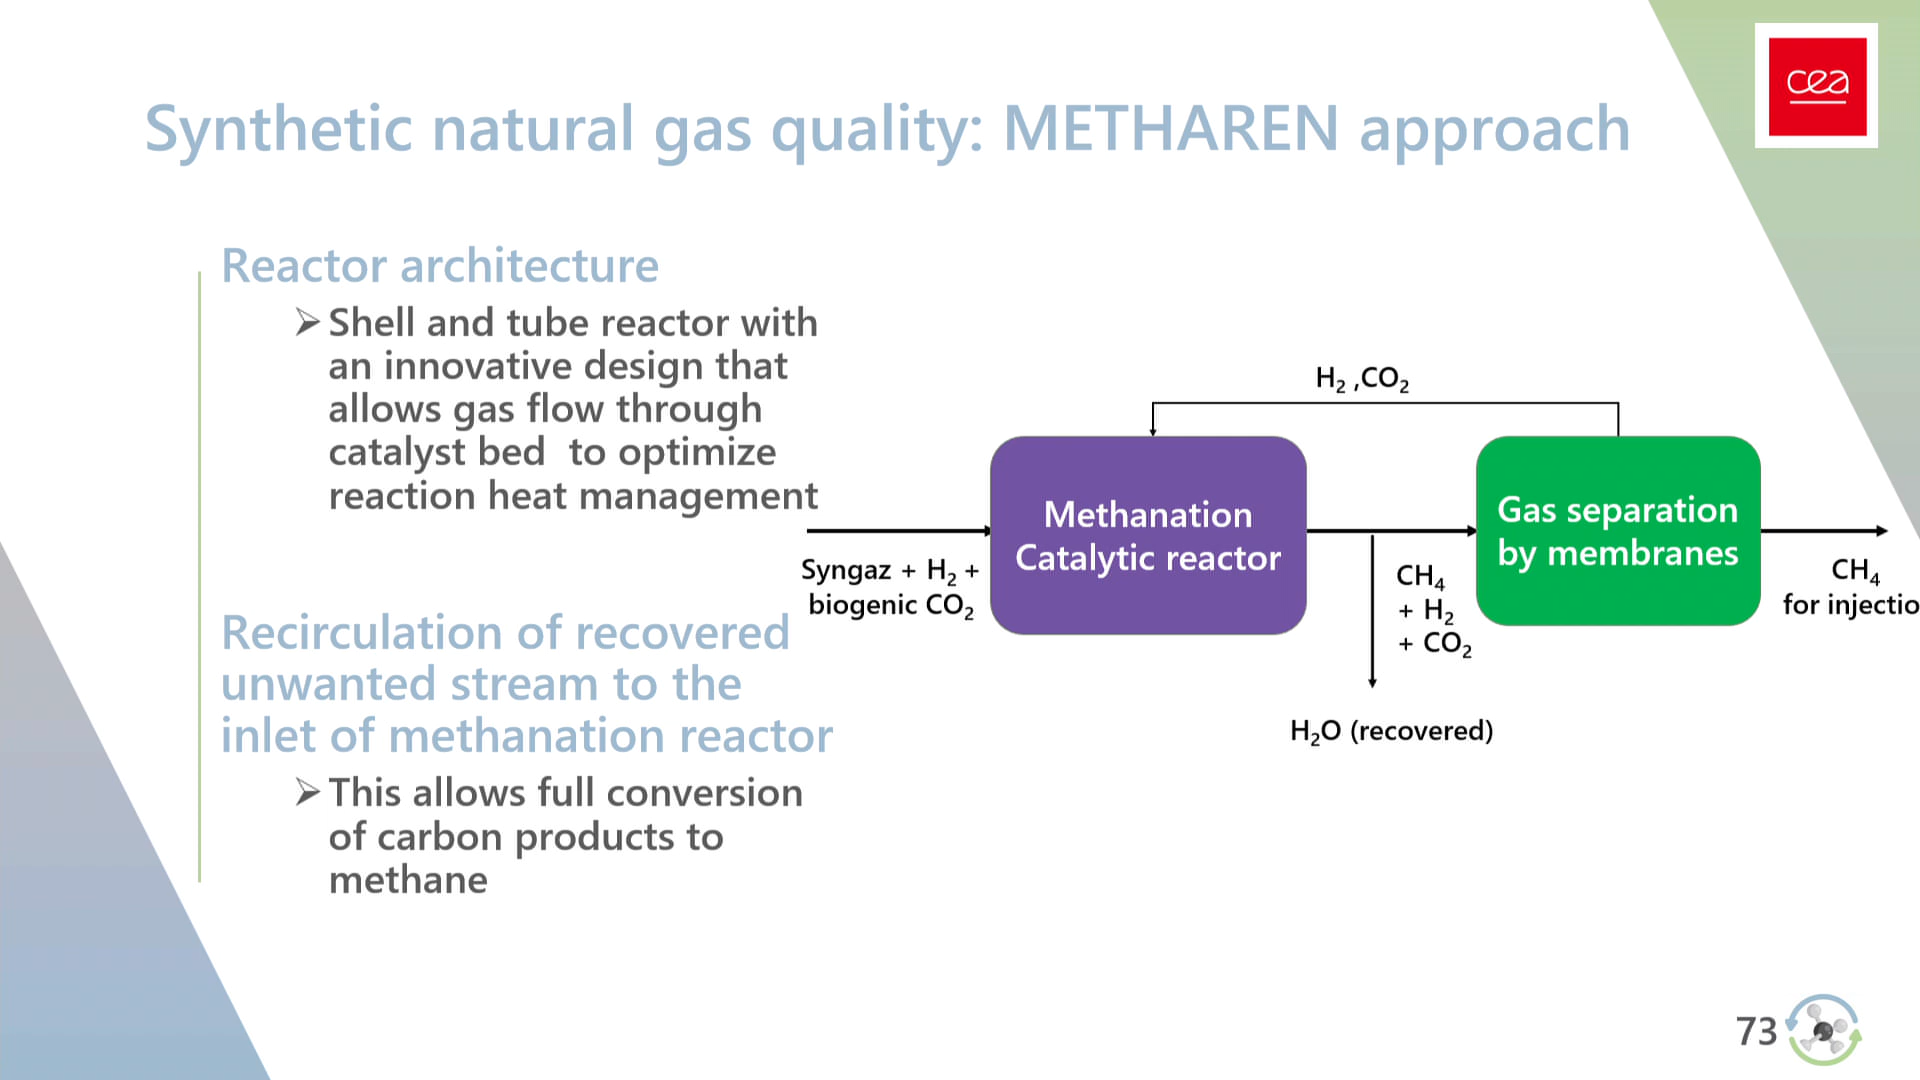 cea
Synthetic natural gas quality: METHAREN approach
Reactor architecture
➢ Shell and tube reactor with
an innovative design that
allows gas flow through
catalyst bed  to optimize
reaction heat management
Recirculation of recovered
unwanted stream to the
inlet of methanation reactor
➢ This allows full conversion
of carbon products to
methane
H₂ ,CO₂
Methanation
Catalytic reactor
Gas separation
by membranes
Syngaz + H₂ +
biogenic CO₂
CH₄
+ H₂
+ CO₂
CH₄
for injectio
H₂O (recovered)
73